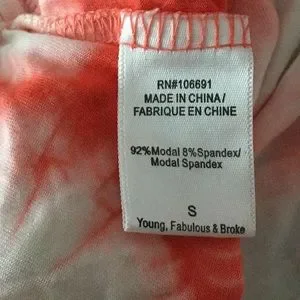 RN#106691
MADE IN CHINA/
FABRIQUE EN CHINE
92%Modal 8%Spandex/
Modal Spandex
S
Young, Fabulous & Broke